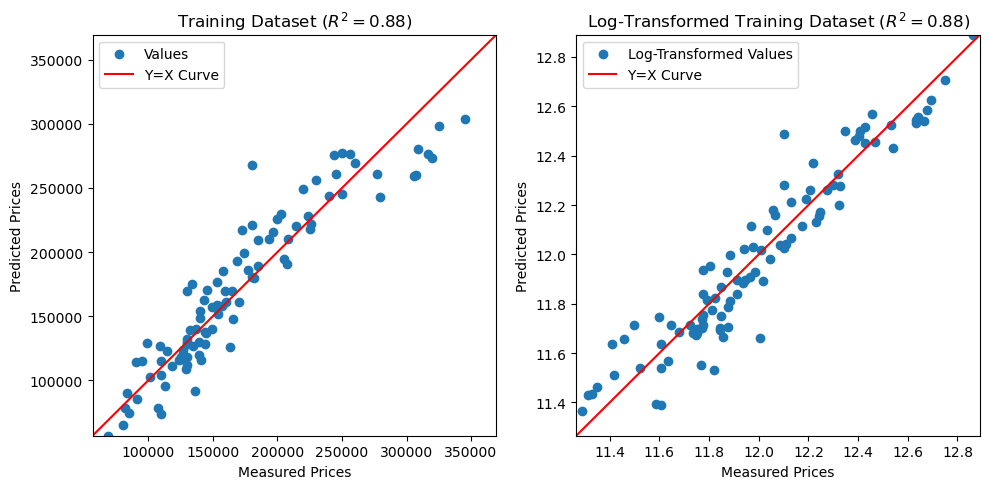 Training Dataset (R² = 0.88)
Values
Y=X Curve
350000
300000
250000
200000
150000
100000
Predicted Prices
100000 150000 200000 250000 300000 350000
Measured Prices
Log-Transformed Training Dataset (R² = 0.88)
Log-Transformed Values
Y=X Curve
12.8
12.6
12.4
12.2
12.0
11.8
11.6
11.4
Predicted Prices
11.4 11.6 11.8 12.0 12.2 12.4 12.6 12.8
Measured Prices